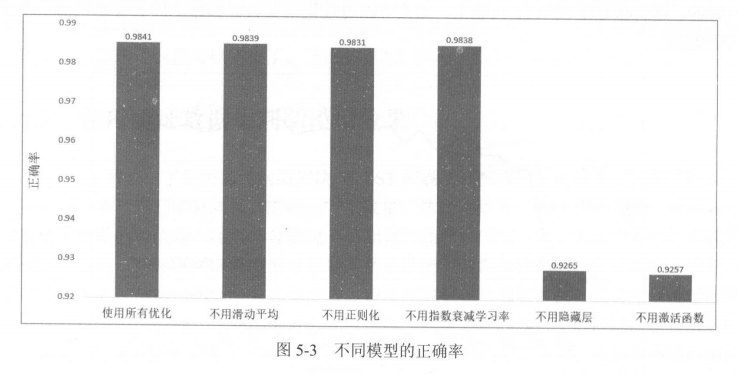 0.99
0.98
0.97
0.96
0.95
0.94
0.93
0.92
正确率
0.9841
0.9839
0.9831
0.9838
0.9265
0.9257
使用所有优化
不用滑动平均
不用正则化
不用指数衰减学习率
不用隐藏层
不用激活函数
图 5-3 不同模型的正确率